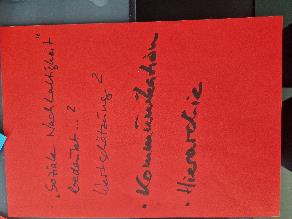 "Soziale Nachhaltigkeit"
bedeutet...?
Wertschätzung?
• Kommunikation
• Hierarchie